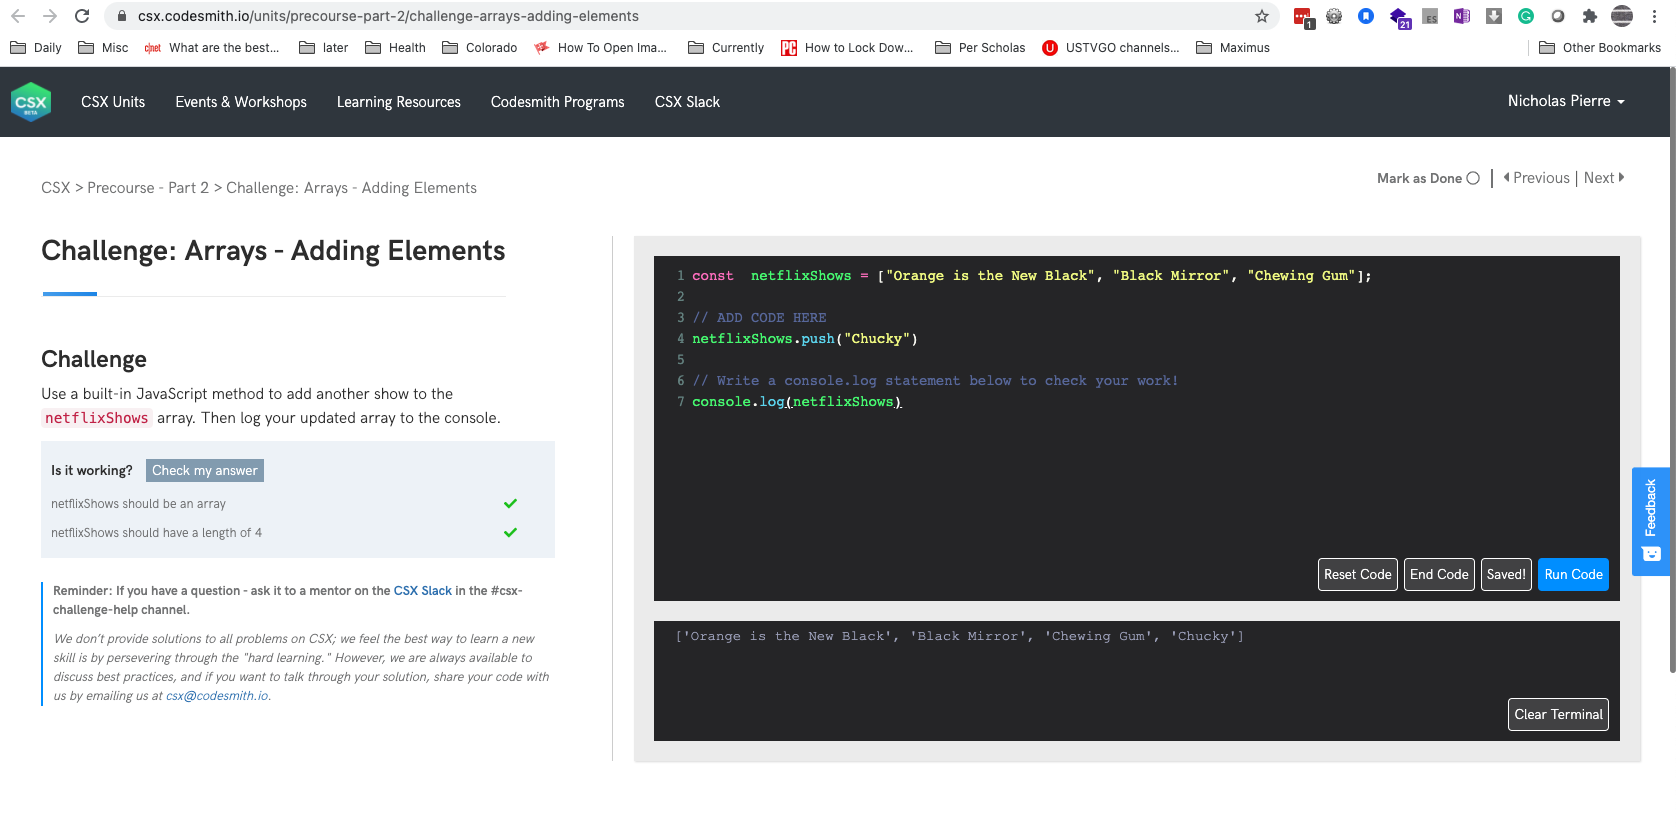 csx.codesmith.io/units/precourse-part-2/challenge-arrays-adding-elements
1
21
ES
N
G
Daily
Misc
c|net What are the best...
later
Health
Colorado
How To Open Ima...
Currently
PC How to Lock Dow...
Per Scholas
U USTVGO channels...
Maximus
Other Bookmarks
CSX
BETA
CSX Units
Events & Workshops
Learning Resources
Codesmith Programs
CSX Slack
Nicholas Pierre
CSX > Precourse - Part 2 > Challenge: Arrays - Adding Elements
Mark as Done | Previous | Next
Challenge: Arrays - Adding Elements
Challenge
Use a built-in JavaScript method to add another show to the
netflixShows array. Then log your updated array to the console.
Is it working? Check my answer
netflixShows should be an array
netflixShows should have a length of 4
Reminder: If you have a question - ask it to a mentor on the CSX Slack in the #csx-
challenge-help channel.
We don't provide solutions to all problems on CSX; we feel the best way to learn a new
skill is by persevering through the "hard learning." However, we are always available to
discuss best practices, and if you want to talk through your solution, share your code with
us by emailing us at csx@codesmith.io.
1 const  netflixShows = ["Orange is the New Black", "Black Mirror", "Chewing Gum"];
2
3 // ADD CODE HERE
4 netflixShows.push("Chucky")
5
6 // Write a console.log statement below to check your work!
7 console.log(netflixShows)
Reset Code
End Code
Saved!
Run Code
['Orange is the New Black', 'Black Mirror', 'Chewing Gum', 'Chucky']
Clear Terminal
Feedback